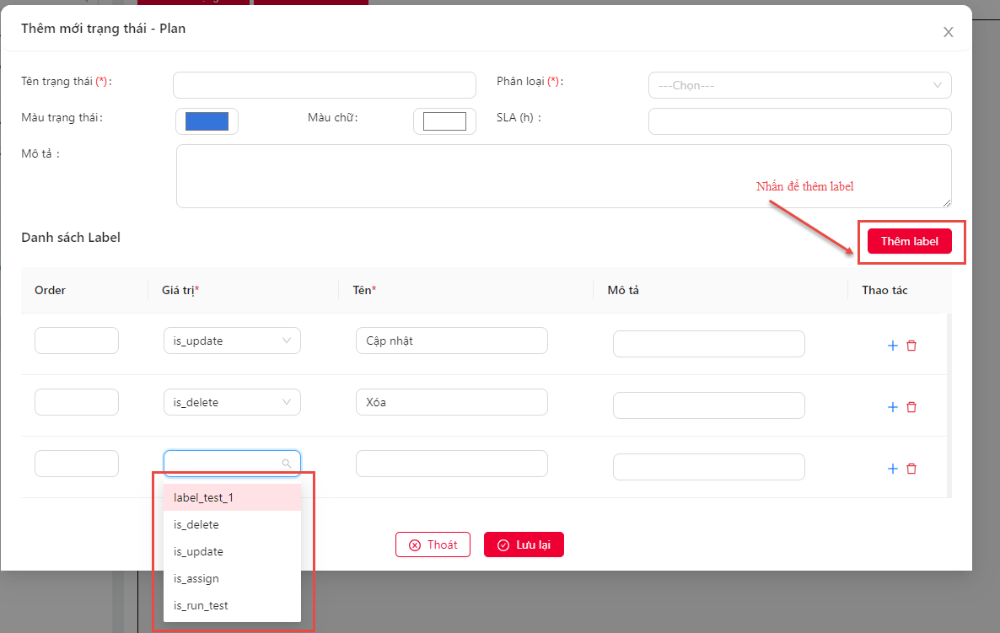 Thêm mới trạng thái - Plan
Tên trạng thái (*):
Phân loại (*):
---Chọn---
Màu trạng thái:
Màu chữ:
SLA (h) :
Mô tả :
Nhấn để thêm label
Danh sách Label
Thêm label
Order
Giá trị*
Tên*
Mô tả
Thao tác
is_update
Cập nhật
is_delete
Xóa
label_test_1
is_delete
is_update
is_assign
is_run_test
Thoát
Lưu lại